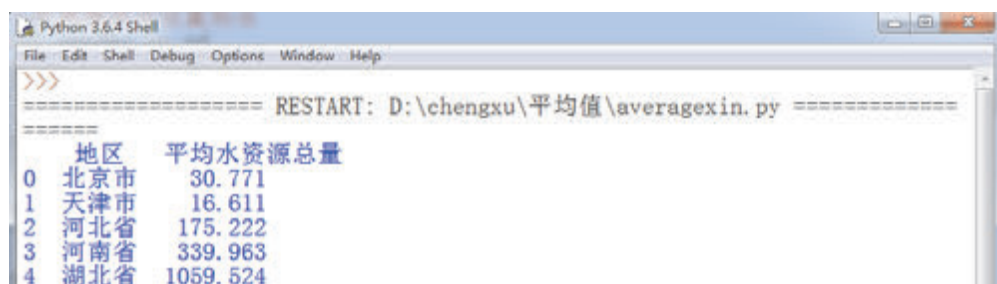 Python 3.6.4 Shell
File Edit Shell Debug Options Window Help
>>>
=================== RESTART: D:\chengxu\平均值\averagexin.py =============
======
地区 平均水资源总量
0 北京市 30.771
1 天津市 16.611
2 河北省 175.222
3 河南省 339.963
4 湖北省 1059.524